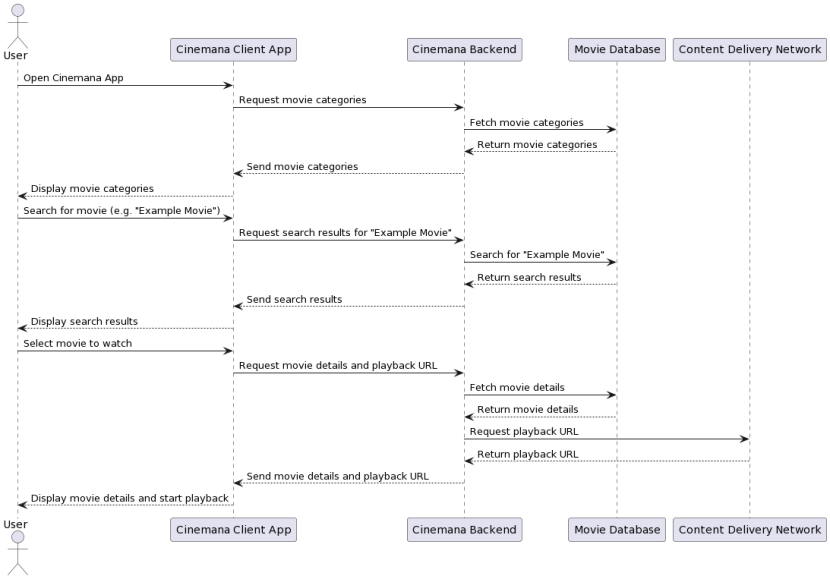 User
Cinemana Client App
Cinemana Backend
Movie Database
Content Delivery Network
Open Cinemana App
Request movie categories
Fetch movie categories
Return movie categories
Send movie categories
Display movie categories
Search for movie (e.g. "Example Movie")
Request search results for "Example Movie"
Search for "Example Movie"
Return search results
Send search results
Display search results
Select movie to watch
Request movie details and playback URL
Fetch movie details
Return movie details
Request playback URL
Return playback URL
Send movie details and playback URL
Display movie details and start playback
User
Cinemana Client App
Cinemana Backend
Movie Database
Content Delivery Network